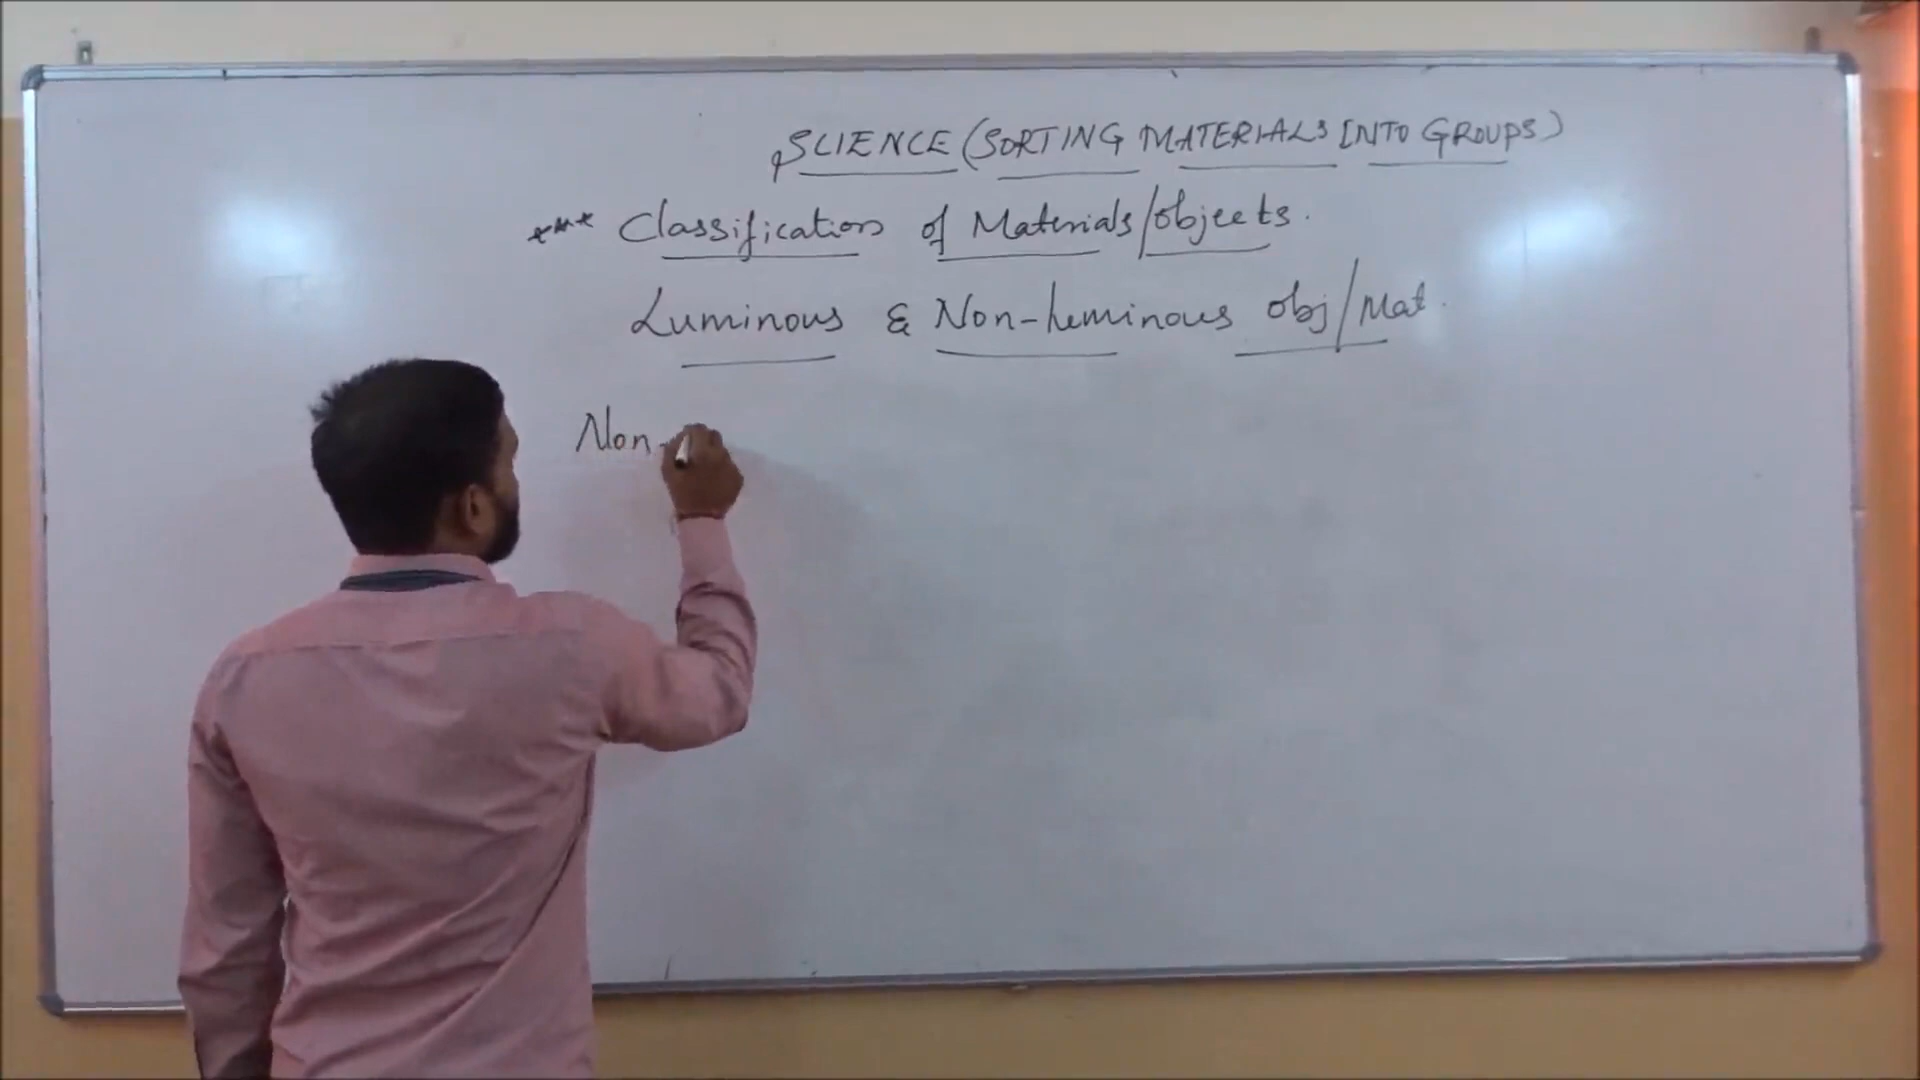 SCIENCE (SORTING MATERIALS INTO GROUPS)
*** Classification of Materials/objects.
Luminous & Non-luminous obj/Mat.
Non-